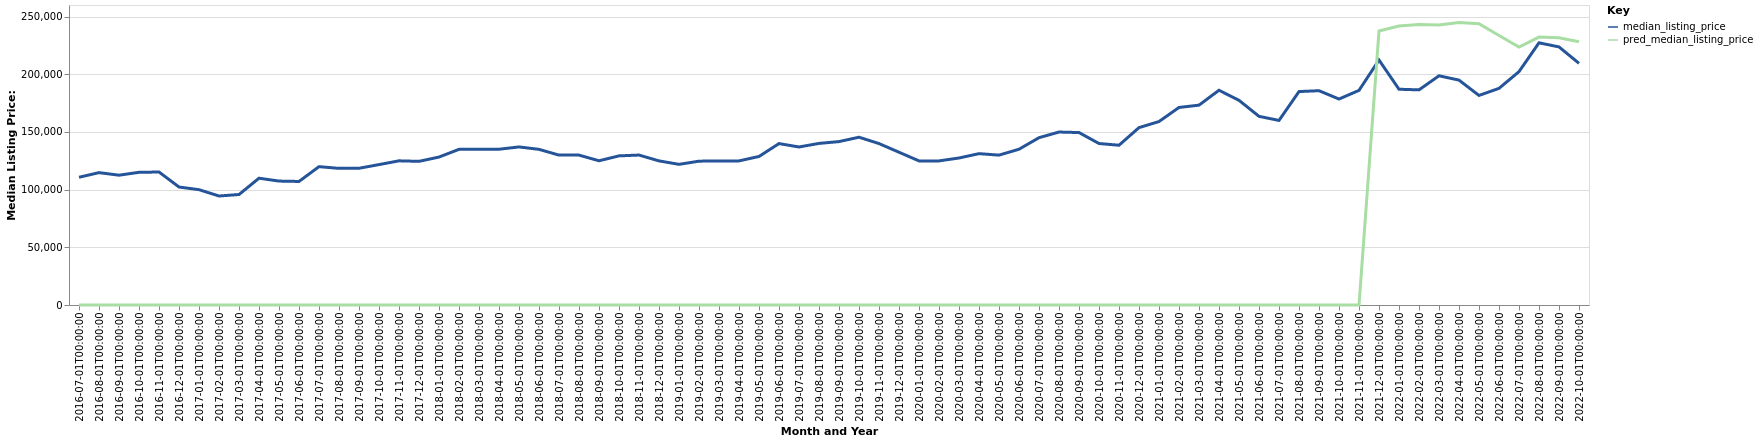 Key
median_listing_price
pred_median_listing_price
Median Listing Price:
250,000
200,000
150,000
100,000
50,000
0
2016-07-01T00:00:00
2016-08-01T00:00:00
2016-09-01T00:00:00
2016-10-01T00:00:00
2016-11-01T00:00:00
2016-12-01T00:00:00
2017-01-01T00:00:00
2017-02-01T00:00:00
2017-03-01T00:00:00
2017-04-01T00:00:00
2017-05-01T00:00:00
2017-06-01T00:00:00
2017-07-01T00:00:00
2017-08-01T00:00:00
2017-09-01T00:00:00
2017-10-01T00:00:00
2017-11-01T00:00:00
2017-12-01T00:00:00
2018-01-01T00:00:00
2018-02-01T00:00:00
2018-03-01T00:00:00
2018-04-01T00:00:00
2018-05-01T00:00:00
2018-06-01T00:00:00
2018-07-01T00:00:00
2018-08-01T00:00:00
2018-09-01T00:00:00
2018-10-01T00:00:00
2018-11-01T00:00:00
2018-12-01T00:00:00
2019-01-01T00:00:00
2019-02-01T00:00:00
2019-03-01T00:00:00
2019-04-01T00:00:00
2019-05-01T00:00:00
2019-06-01T00:00:00
2019-07-01T00:00:00
2019-08-01T00:00:00
2019-09-01T00:00:00
2019-10-01T00:00:00
2019-11-01T00:00:00
2019-12-01T00:00:00
2020-01-01T00:00:00
2020-02-01T00:00:00
2020-03-01T00:00:00
2020-04-01T00:00:00
2020-05-01T00:00:00
2020-06-01T00:00:00
2020-07-01T00:00:00
2020-08-01T00:00:00
2020-09-01T00:00:00
2020-10-01T00:00:00
2020-11-01T00:00:00
2020-12-01T00:00:00
2021-01-01T00:00:00
2021-02-01T00:00:00
2021-03-01T00:00:00
2021-04-01T00:00:00
2021-05-01T00:00:00
2021-06-01T00:00:00
2021-07-01T00:00:00
2021-08-01T00:00:00
2021-09-01T00:00:00
2021-10-01T00:00:00
2021-11-01T00:00:00
2021-12-01T00:00:00
2022-01-01T00:00:00
2022-02-01T00:00:00
2022-03-01T00:00:00
2022-04-01T00:00:00
2022-05-01T00:00:00
2022-06-01T00:00:00
2022-07-01T00:00:00
2022-08-01T00:00:00
2022-09-01T00:00:00
2022-10-01T00:00:00
Month and Year